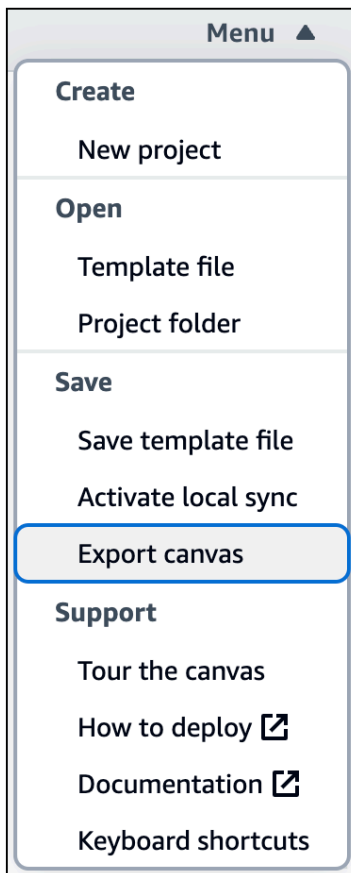 Menu
Create
New project
Open
Template file
Project folder
Save
Save template file
Activate local sync
Export canvas
Support
Tour the canvas
How to deploy
Documentation
Keyboard shortcuts